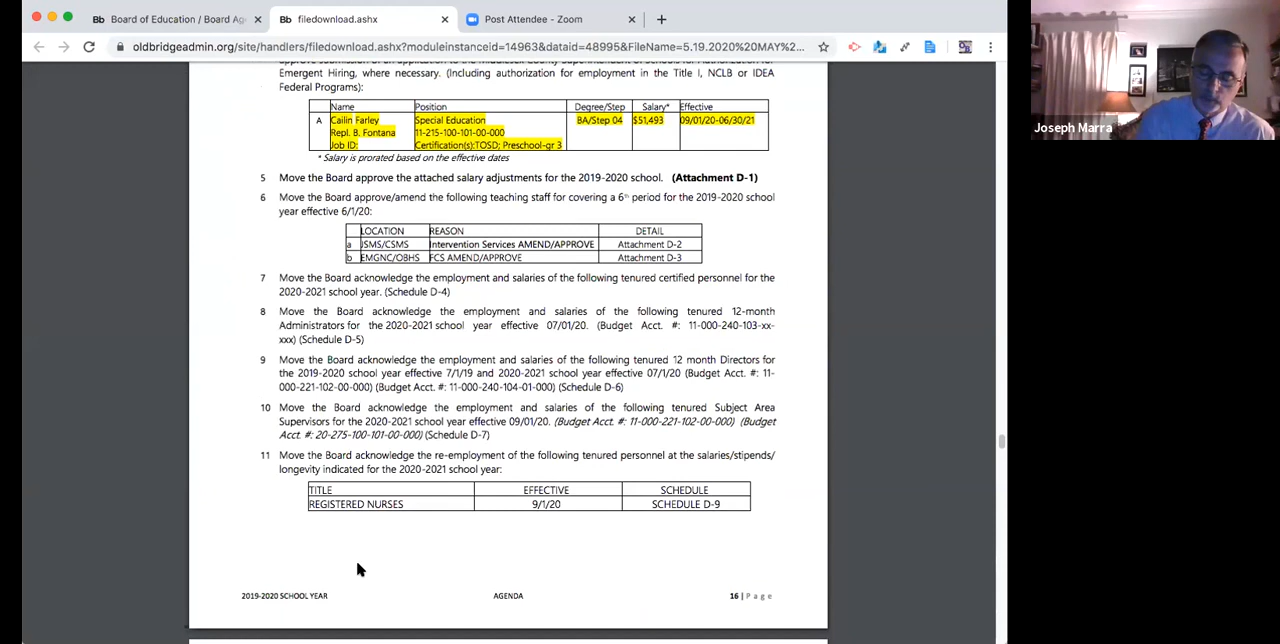 Board of Education / Board Ag
filedownload.ashx
Post Attendee - Zoom
oldbridgeadmin.org/site/handlers/filedownload.ashx?moduleinstanceid=14963&dataid=48995&FileName=5.19.2020%20MAY%2...
Emergent Hiring, where necessary. (Including authorization for employment in the Title I, NCLB or IDEA
Federal Programs):
Name Position Degree/Step Salary* Effective
A Cailin Farley Special Education BA/Step 04 $51,493 09/01/20-06/30/21
Repl. B. Fontana 11-215-100-101-00-000
Job ID: Certification(s):TOSD; Preschool-gr 3
* Salary is prorated based on the effective dates
5 Move the Board approve the attached salary adjustments for the 2019-2020 school. (Attachment D-1)
6 Move the Board approve/amend the following teaching staff for covering a 6th period for the 2019-2020 school
year effective 6/1/20:
LOCATION REASON DETAIL
a JSMS/CSMS Intervention Services AMEND/APPROVE Attachment D-2
b EMGNC/OBHS FCS AMEND/APPROVE Attachment D-3
7 Move the Board acknowledge the employment and salaries of the following tenured certified personnel for the
2020-2021 school year. (Schedule D-4)
8 Move the Board acknowledge the employment and salaries of the following tenured 12-month
Administrators for the 2020-2021 school year effective 07/01/20. (Budget Acct. #: 11-000-240-103-xx-
xxx) (Schedule D-5)
9 Move the Board acknowledge the employment and salaries of the following tenured 12 month Directors for
the 2019-2020 school year effective 7/1/19 and 2020-2021 school year effective 07/01/20 (Budget Acct. #: 11-
000-221-102-00-000) (Budget Acct. #: 11-000-240-104-01-000) (Schedule D-6)
10 Move the Board acknowledge the employment and salaries of the following tenured Subject Area
Supervisors for the 2020-2021 school year effective 09/01/20. (Budget Acct. #: 11-000-221-102-00-000) (Budget
Acct. #: 20-275-100-101-00-000) (Schedule D-7)
11 Move the Board acknowledge the re-employment of the following tenured personnel at the salaries/stipends/
longevity indicated for the 2020-2021 school year:
TITLE EFFECTIVE SCHEDULE
REGISTERED NURSES 9/1/20 SCHEDULE D-9
2019-2020 SCHOOL YEAR AGENDA 16 | Page
Joseph Marra